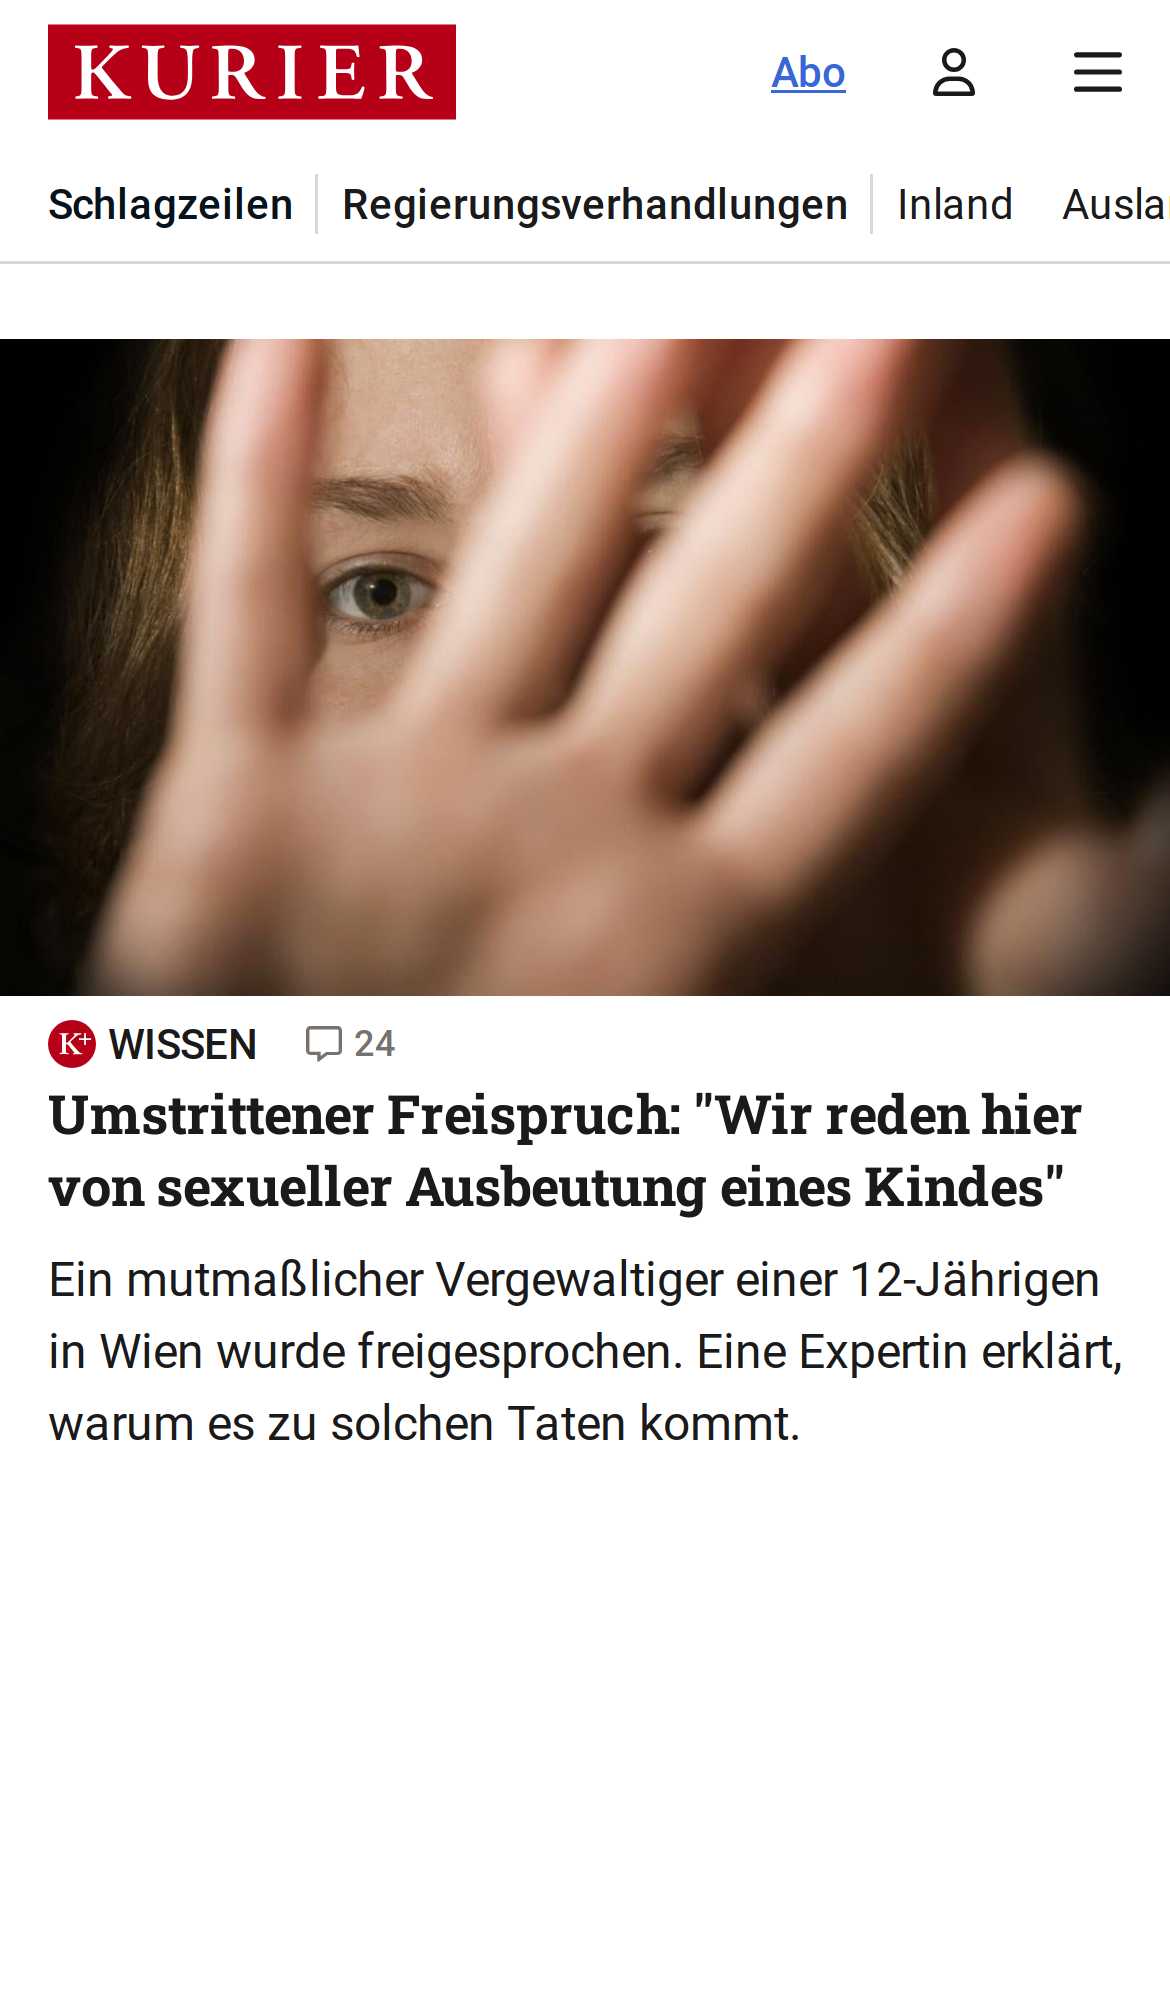 KURIER
Abo
Schlagzeilen
Regierungsverhandlungen
Inland
K+ WISSEN
24
Umstrittener Freispruch: "Wir reden hier
von sexueller Ausbeutung eines Kindes"
Ein mutmaßlicher Vergewaltiger einer 12-Jährigen
in Wien wurde freigesprochen. Eine Expertin erklärt,
warum es zu solchen Taten kommt.